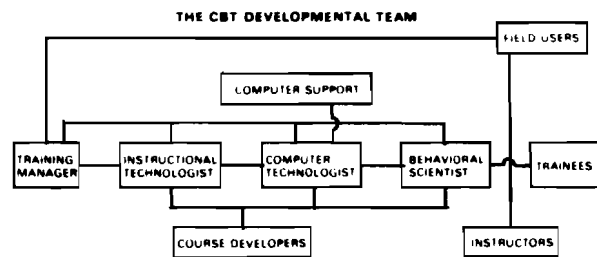 THE CBT DEVELOPMENTAL TEAM
FIELD USERS
COMPUTER SUPPORT
TRAINING
MANAGER
INSTRUCTIONAL
TECHNOLOGIST
COMPUTER
TECHNOLOGIST
BEHAVIORAL
SCIENTIST
TRAINEES
COURSE DEVELOPERS
INSTRUCTORS